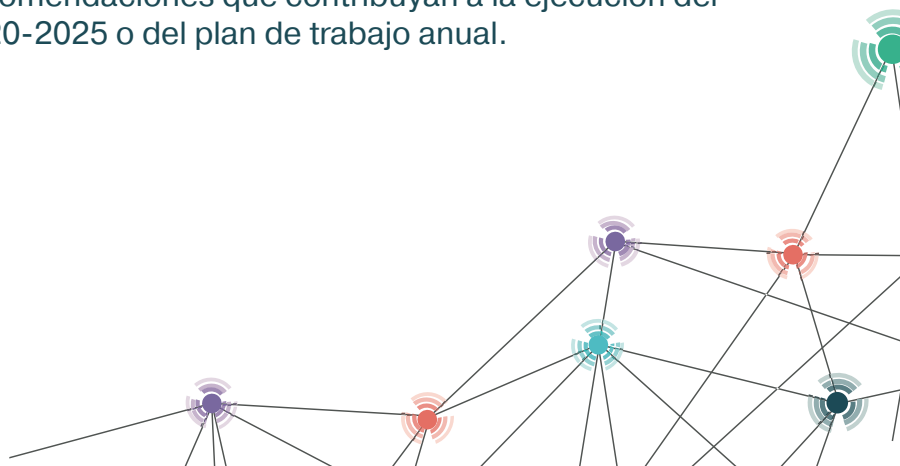 omendaciones que contribuyan a la ejecución del
0-2025 o del plan de trabajo anual.